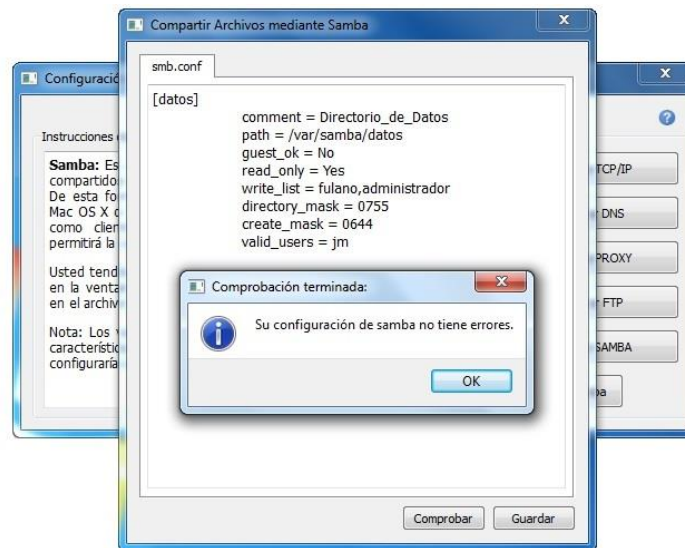 Compartir Archivos mediante Samba
smb.conf
[datos]
comment = Directorio_de_Datos
path = /var/samba/datos
guest_ok = No
read_only = Yes
write_list = fulano,administrador
directory_mask = 0755
create_mask = 0644
valid_users = jm
Comprobación terminada:
Su configuración de samba no tiene errores.
OK
Comprobar
Guardar
Instrucciones
Samba: Es
compartido
De esta fo
Mac OS X
como clien
permitirá la
Usted tend
en la venta
en el archiv
Nota: Los
característic
configuraría
TCP/IP
DNS
PROXY
FTP
SAMBA